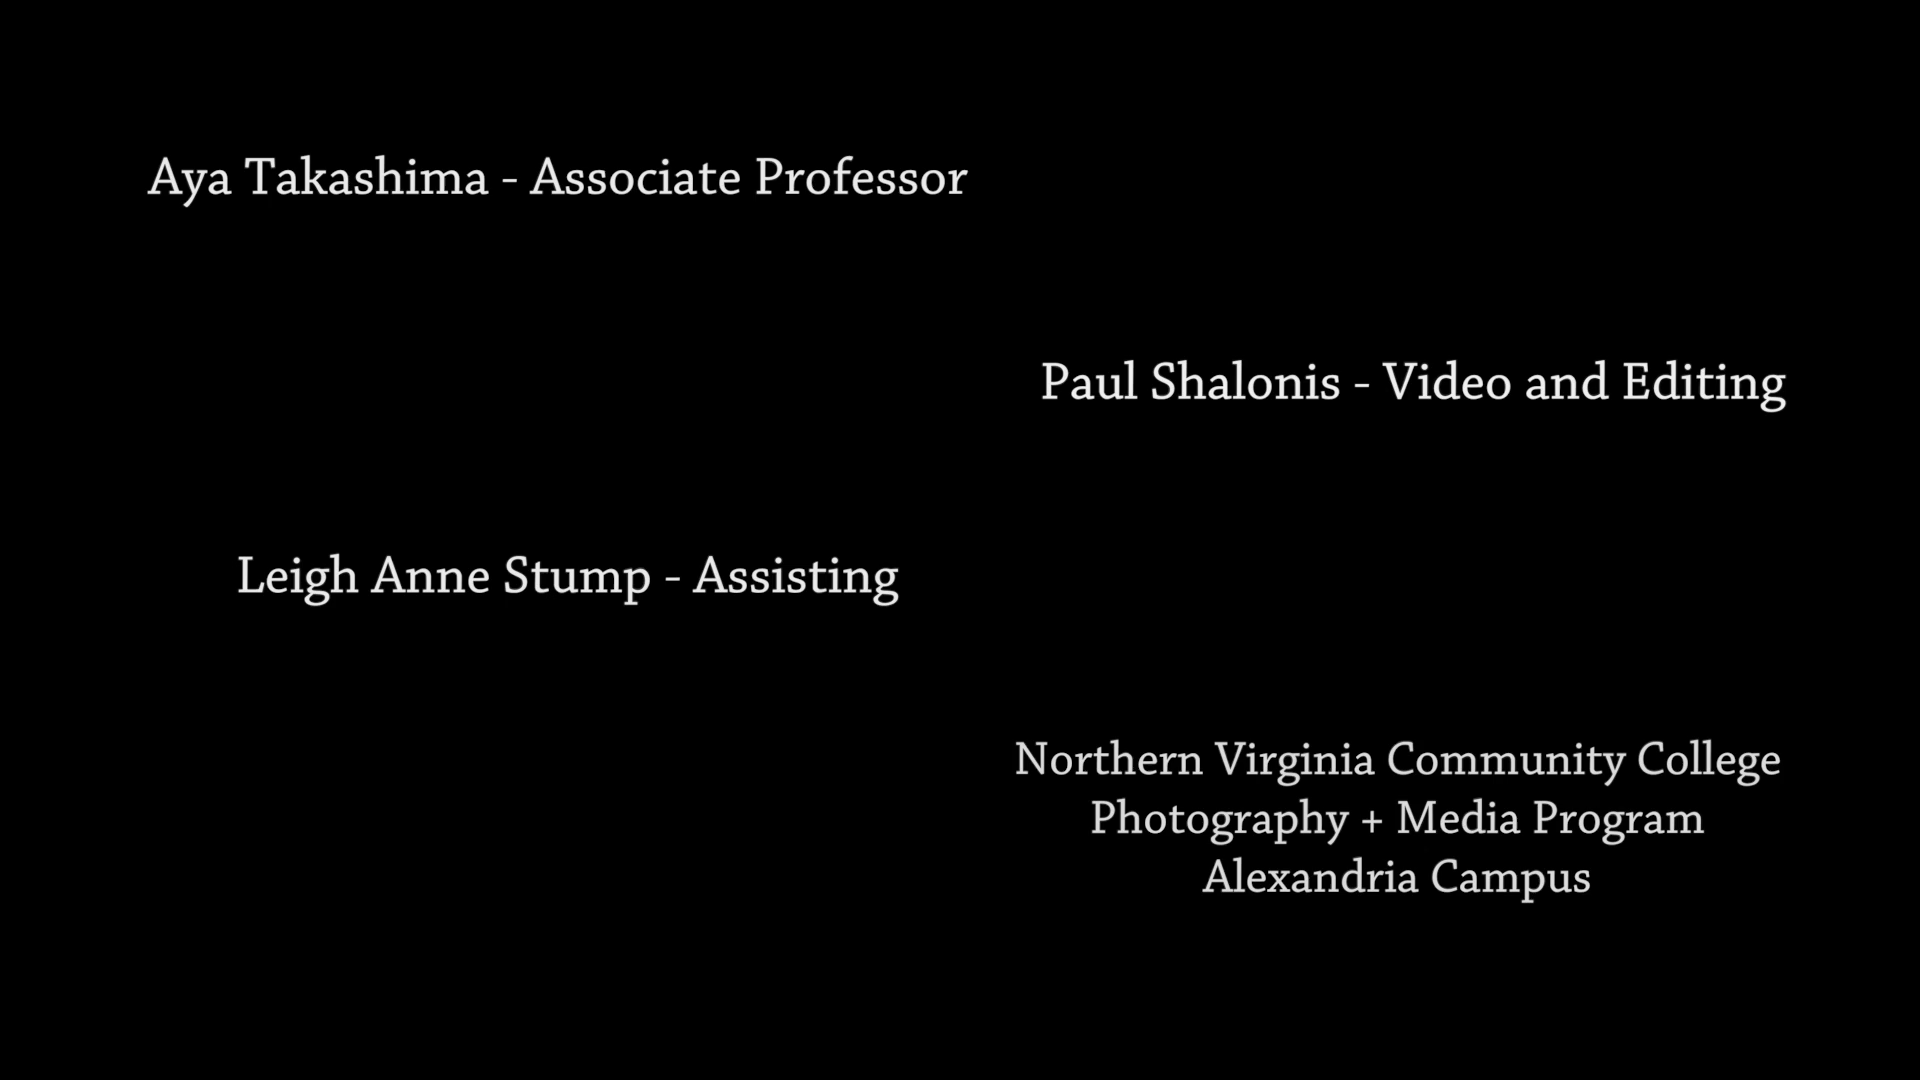 Aya Takashima - Associate Professor
Paul Shalonis - Video and Editing
Leigh Anne Stump - Assisting
Northern Virginia Community College
Photography + Media Program
Alexandria Campus